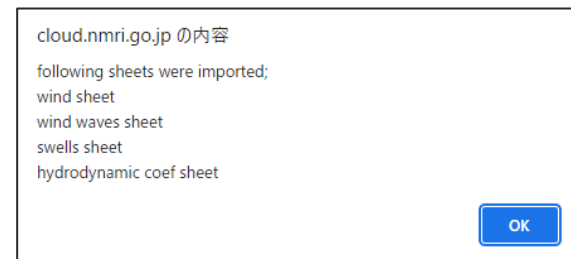 cloud.nmri.go.jp の内容
following sheets were imported;
wind sheet
wind waves sheet
swells sheet
hydrodynamic coef sheet
OK